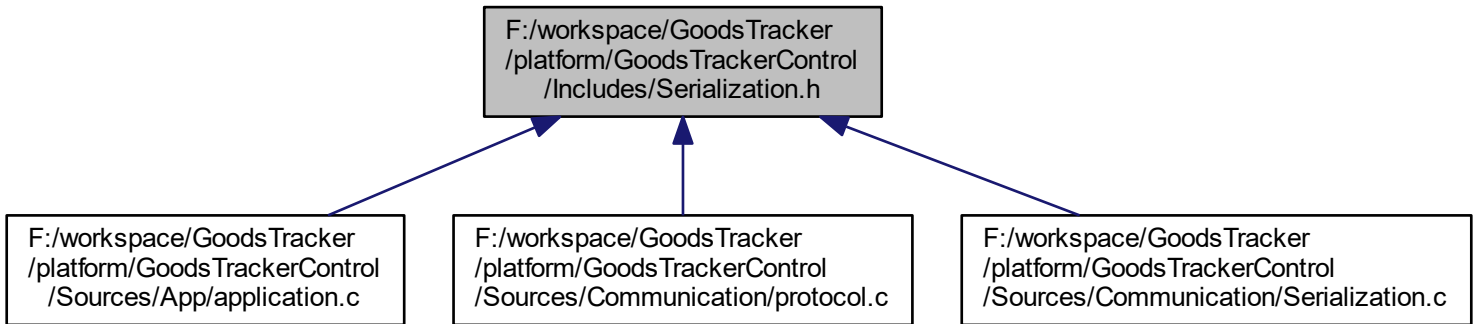 F:/workspace/GoodsTracker
/platform/GoodsTrackerControl
/Includes/Serialization.h
F:/workspace/GoodsTracker
/platform/GoodsTrackerControl
/Sources/App/application.c
F:/workspace/GoodsTracker
/platform/GoodsTrackerControl
/Sources/Communication/protocol.c
F:/workspace/GoodsTracker
/platform/GoodsTrackerControl
/Sources/Communication/Serialization.c